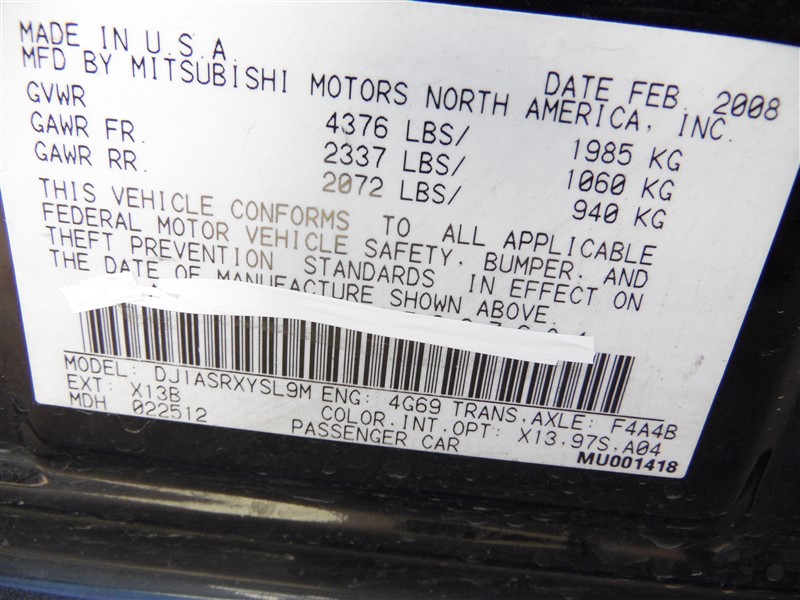 MADE IN U.S.A. DATE FEB. 2008
MFD BY MITSUBISHI MOTORS NORTH AMERICA, INC.
GVWR 4376 LBS/ 1985 KG
GAWR FR. 2337 LBS/ 1060 KG
GAWR RR. 2072 LBS/ 940 KG
THIS VEHICLE CONFORMS TO ALL APPLICABLE
FEDERAL MOTOR VEHICLE SAFETY, BUMPER, AND
THEFT PREVENTION STANDARDS IN EFFECT ON
THE DATE OF MANUFACTURE SHOWN ABOVE
MODEL: DJ1ASRXYSL9M ENG: 4G69 TRANS.AXLE: F4A4B
EXT: X13B COLOR.INT.OPT: X13.97S.A04
MDH 022512 PASSENGER CAR
MU001418